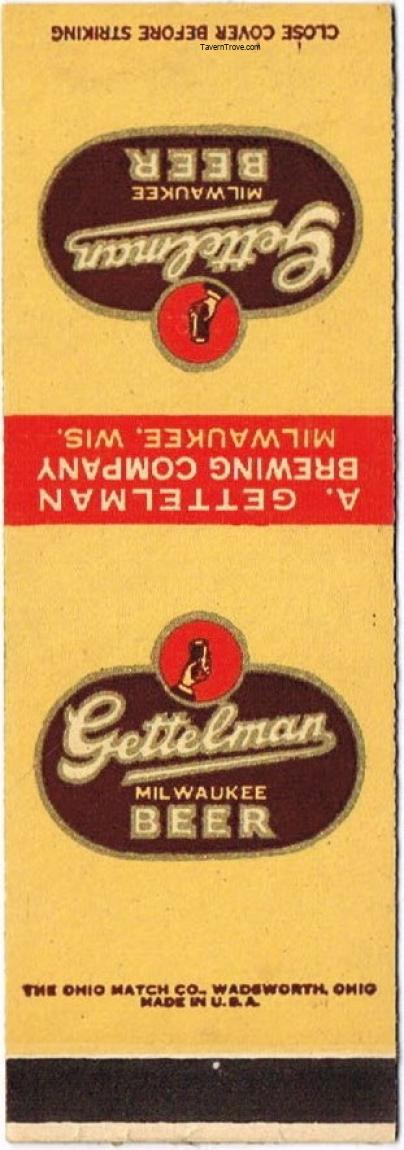 CLOSE COVER BEFORE STRIKING
TavernTrove.com
Gettelman
MILWAUKEE
BEER
A. GETTELMAN
BREWING COMPANY
MILWAUKEE, WIS.
Gettelman
MILWAUKEE
BEER
THE OHIO MATCH CO., WADSWORTH, OHIO
MADE IN U.S.A.